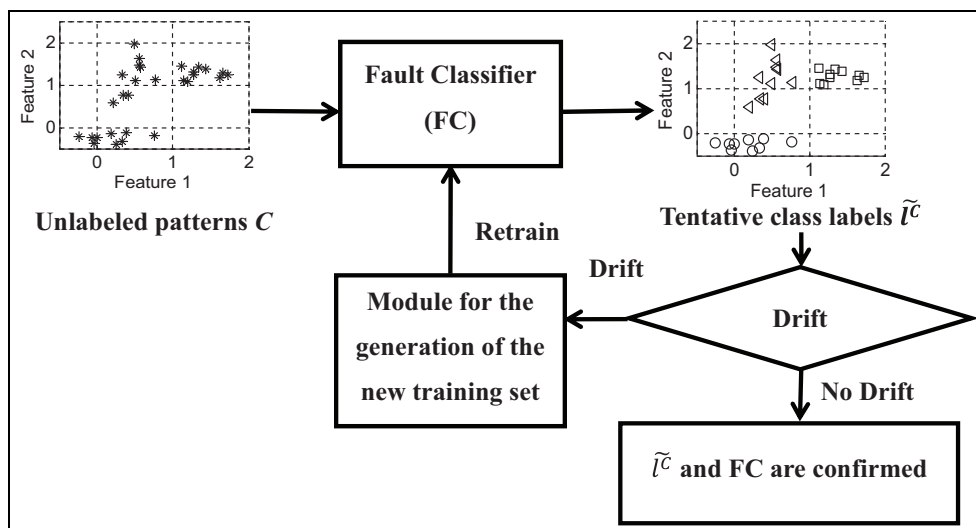 2
1
0
Feature 2
0 1 2
Feature 1
Unlabeled patterns C
Fault Classifier
(FC)
2
1
0
Feature 2
0 1 2
Feature 1
Tentative class labels l͂ᶜ̃
Retrain
Drift
Module for the
generation of the
new training set
Drift
No Drift
l͂ᶜ̃ and FC are confirmed